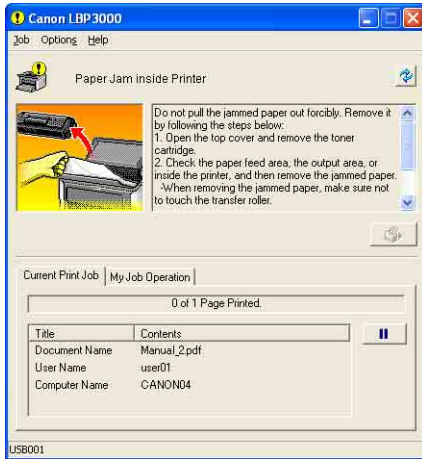 Canon LBP3000
Job Options Help
Paper Jam inside Printer
Do not pull the jammed paper out forcibly. Remove it
by following the steps below:
1. Open the top cover and remove the toner
cartridge.
2. Check the paper feed area, the output area, or
inside the printer, and then remove the jammed paper.
-When removing the jammed paper, make sure not
to touch the transfer roller.
Current Print Job My Job Operation
0 of 1 Page Printed.
Title Contents
Document Name Manual_2.pdf
User Name user01
Computer Name CANON04
USB001